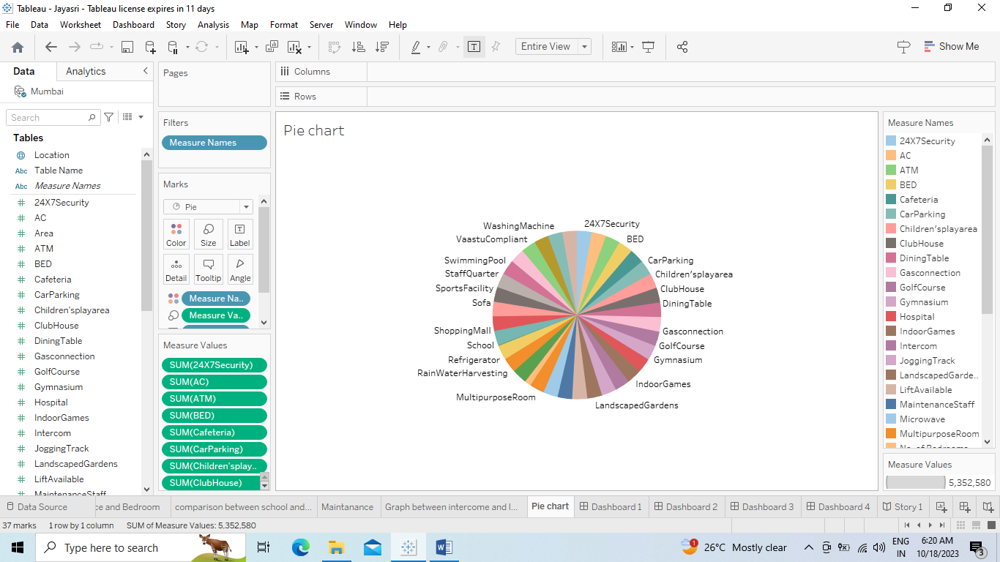 Tableau - Jayasri - Tableau license expires in 11 days
File Data Worksheet Dashboard Story Analysis Map Format Server Window Help
Entire View
Show Me
Data Analytics
Mumbai
Search
Tables
Location
Abc Table Name
Abc Measure Names
24X7Security
AC
Area
ATM
BED
Cafeteria
CarParking
Children'splayarea
ClubHouse
DiningTable
Gasconnection
GolfCourse
Gymnasium
Hospital
IndoorGames
Intercom
JoggingTrack
LandscapedGardens
LiftAvailable
MaintenanceStaff
Pages
Filters
Measure Names
Marks
Pie
Color Size Label
Detail Tooltip Angle
Measure Na..
Measure Va..
Measure Values
SUM(24X7Security)
SUM(AC)
SUM(ATM)
SUM(BED)
SUM(Cafeteria)
SUM(CarParking)
SUM(Children'splay..
SUM(ClubHouse)
Columns
Rows
Pie chart
WashingMachine 24X7Security
VaastuCompliant BED
SwimmingPool CarParking
StaffQuarter Children'splayarea
SportsFacility ClubHouse
Sofa DiningTable
ShoppingMall Gasconnection
School GolfCourse
Refrigerator Gymnasium
RainWaterHarvesting IndoorGames
MultipurposeRoom LandscapedGardens
Measure Names
24X7Security
AC
ATM
BED
Cafeteria
CarParking
Children'splayarea
ClubHouse
DiningTable
Gasconnection
GolfCourse
Gymnasium
Hospital
IndoorGames
Intercom
JoggingTrack
LandscapedGarde..
LiftAvailable
MaintenanceStaff
Microwave
MultipurposeRoom
No. of Bedrooms
Measure Values
5,352,580
Data Source ce and Bedroom comparison between school and... Maintanance Graph between intercome and l... Pie chart Dashboard 1 Dashboard 2 Dashboard 3 Dashboard 4 Story 1
37 marks 1 row by 1 column SUM of Measure Values: 5,352,580
Type here to search
1 26°C Mostly clear
ENG 6:20 AM
IN 10/18/2023 3